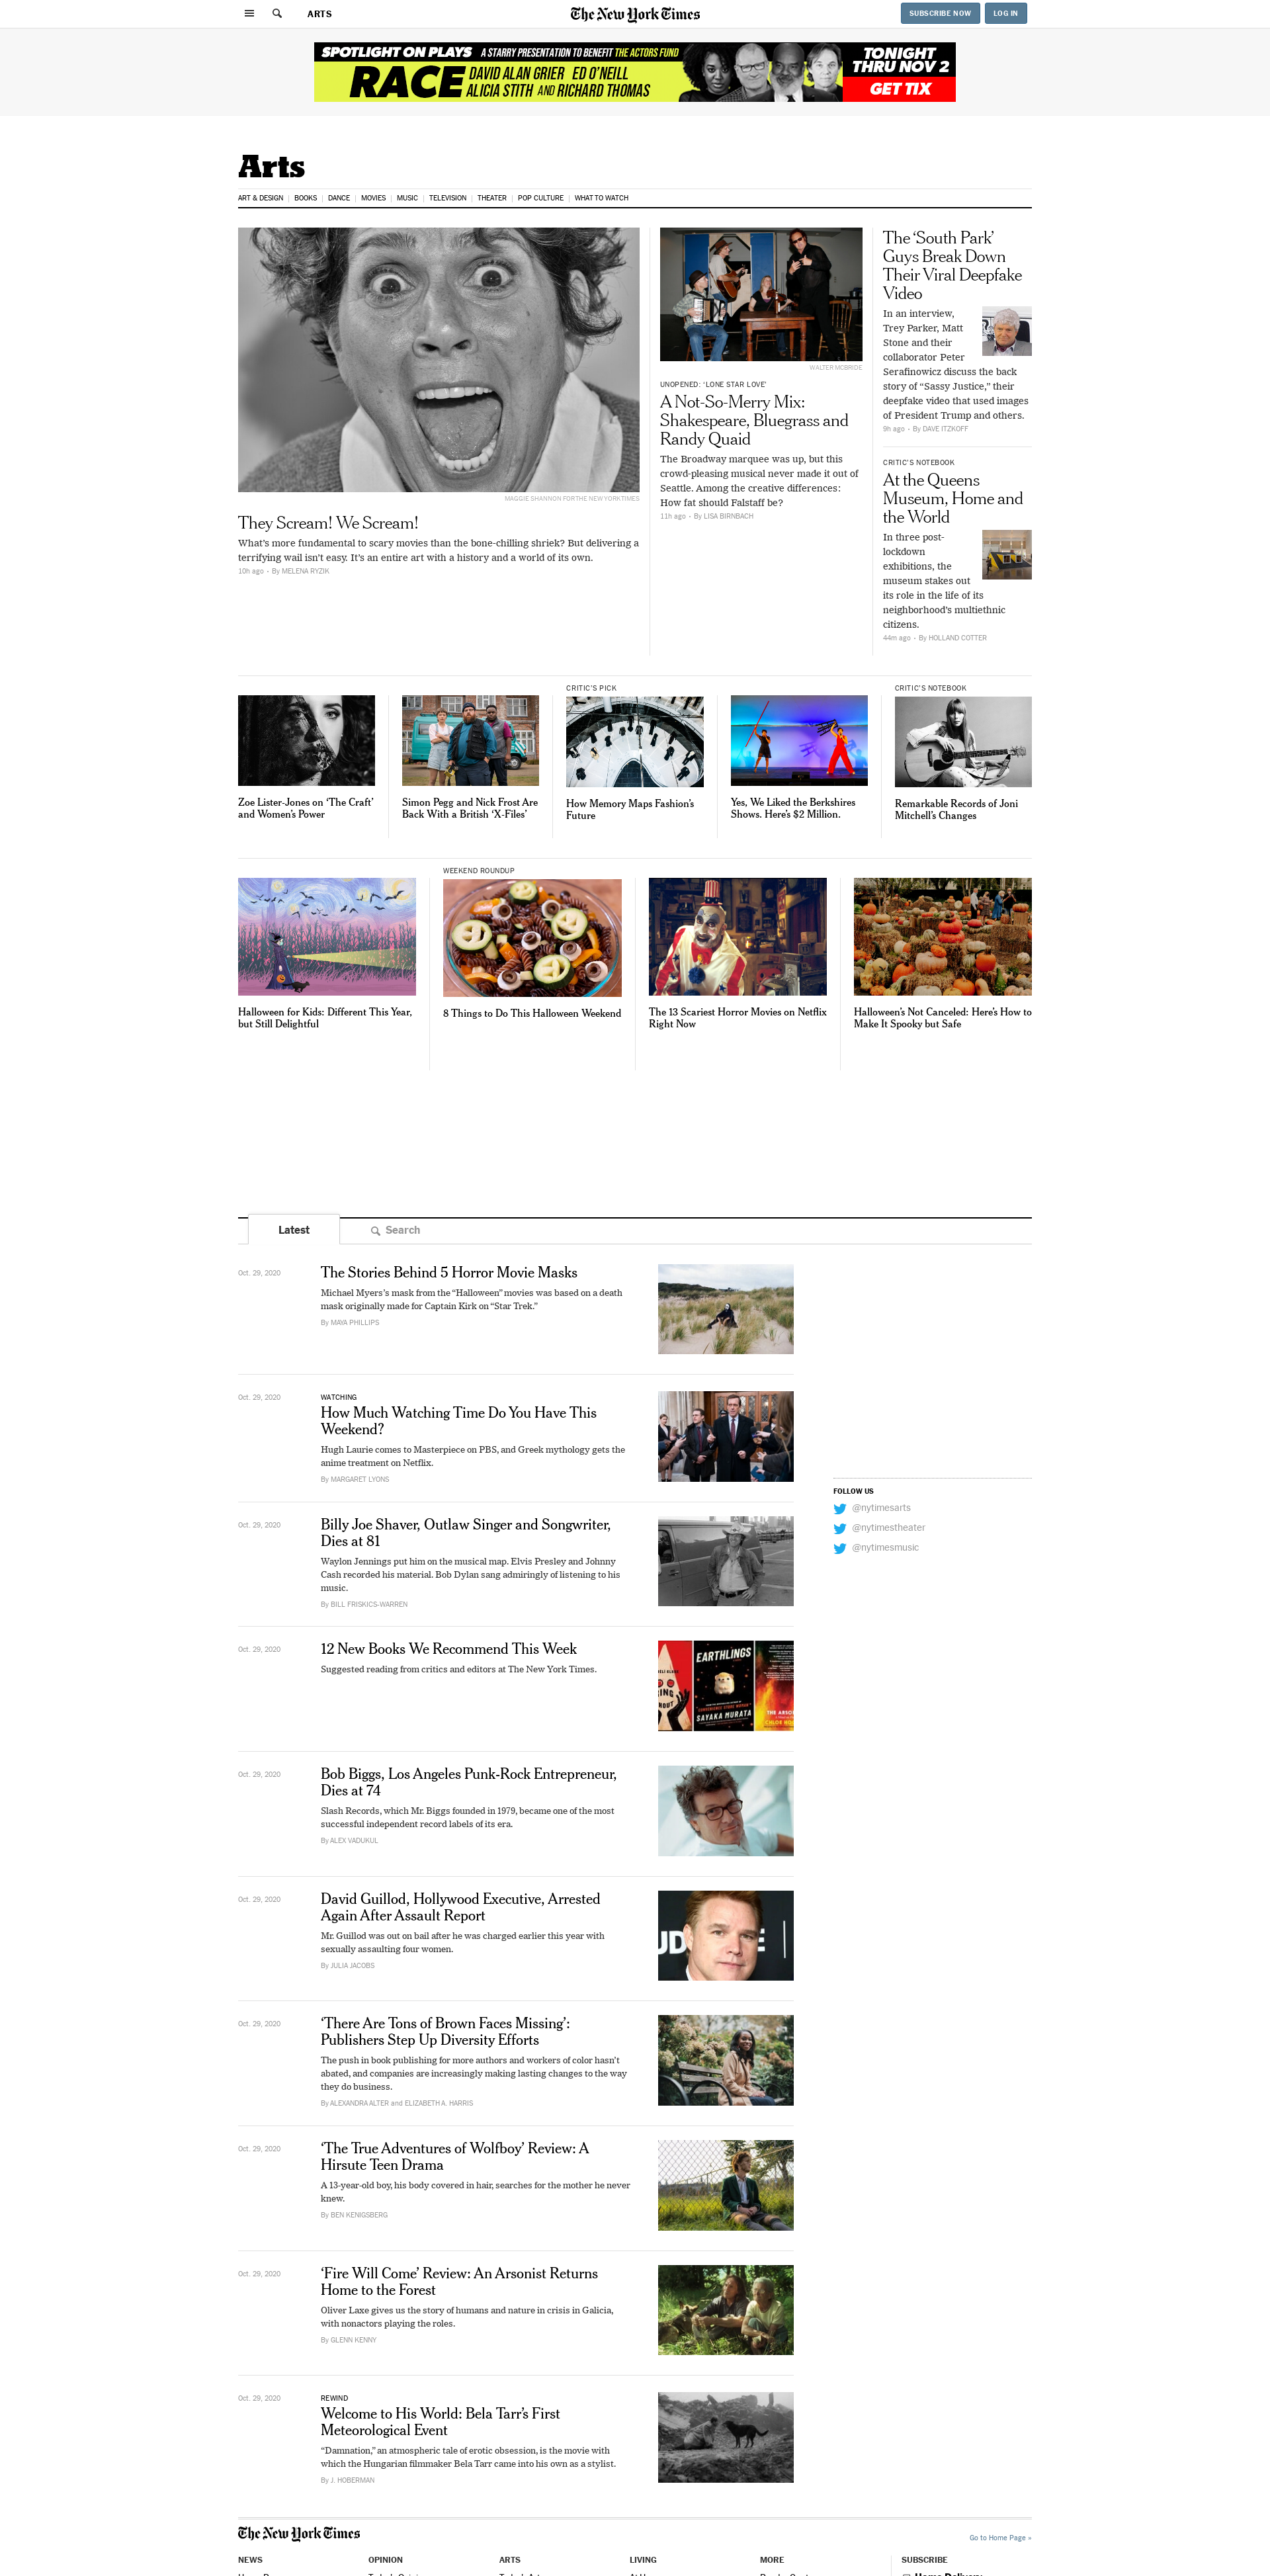 ARTS
The New York Times
SUBSCRIBE NOW
LOG IN
SPOTLIGHT ON PLAYS A STARRY PRESENTATION TO BENEFIT THE ACTORS FUND
RACE
DAVID ALAN GRIER ED O'NEILL
ALICIA STITH AND RICHARD THOMAS
TONIGHT
THRU NOV 2
GET TIX
Arts
ART & DESIGN | BOOKS | DANCE | MOVIES | MUSIC | TELEVISION | THEATER | POP CULTURE | WHAT TO WATCH
MAGGIE SHANNON FOR THE NEW YORK TIMES
They Scream! We Scream!
What's more fundamental to scary movies than the bone-chilling shriek? But delivering a
terrifying wail isn't easy. It's an entire art with a history and a world of its own.
10h ago - By MELENA RYZIK
WALTER MCBRIDE
UNOPENED: 'LONE STAR LOVE'
A Not-So-Merry Mix:
Shakespeare, Bluegrass and
Randy Quaid
The Broadway marquee was up, but this
crowd-pleasing musical never made it out of
Seattle. Among the creative differences:
How fat should Falstaff be?
11h ago - By LISA BIRNBACH
The 'South Park'
Guys Break Down
Their Viral Deepfake
Video
In an interview,
Trey Parker, Matt
Stone and their
collaborator Peter
Serafinowicz discuss the back
story of "Sassy Justice," their
deepfake video that used images
of President Trump and others.
9h ago - By DAVE ITZKOFF
CRITIC'S NOTEBOOK
At the Queens
Museum, Home and
the World
In three post-
lockdown
exhibitions, the
museum stakes out
its role in the life of its
neighborhood's multiethnic
citizens.
44m ago - By HOLLAND COTTER
Zoe Lister-Jones on 'The Craft'
and Women's Power
Simon Pegg and Nick Frost Are
Back With a British 'X-Files'
CRITIC'S PICK
How Memory Maps Fashion's
Future
Yes, We Liked the Berkshires
Shows. Here's $2 Million.
CRITIC'S NOTEBOOK
Remarkable Records of Joni
Mitchell's Changes
Halloween for Kids: Different This Year,
but Still Delightful
WEEKEND ROUNDUP
8 Things to Do This Halloween Weekend
The 13 Scariest Horror Movies on Netflix
Right Now
Halloween's Not Canceled: Here's How to
Make It Spooky but Safe
Latest
Search
Oct. 29, 2020
The Stories Behind 5 Horror Movie Masks
Michael Myers's mask from the "Halloween" movies was based on a death
mask originally made for Captain Kirk on "Star Trek."
By MAYA PHILLIPS
Oct. 29, 2020
WATCHING
How Much Watching Time Do You Have This
Weekend?
Hugh Laurie comes to Masterpiece on PBS, and Greek mythology gets the
anime treatment on Netflix.
By MARGARET LYONS
FOLLOW US
@nytimesarts
@nytimestheater
@nytimesmusic
Oct. 29, 2020
Billy Joe Shaver, Outlaw Singer and Songwriter,
Dies at 81
Waylon Jennings put him on the musical map. Elvis Presley and Johnny
Cash recorded his material. Bob Dylan sang admiringly of listening to his
music.
By BILL FRISKICS-WARREN
Oct. 29, 2020
12 New Books We Recommend This Week
Suggested reading from critics and editors at The New York Times.
EARTHLINGS
SAYAKA MURATA
Oct. 29, 2020
Bob Biggs, Los Angeles Punk-Rock Entrepreneur,
Dies at 74
Slash Records, which Mr. Biggs founded in 1979, became one of the most
successful independent record labels of its era.
By ALEX VADUKUL
Oct. 29, 2020
David Guillod, Hollywood Executive, Arrested
Again After Assault Report
Mr. Guillod was out on bail after he was charged earlier this year with
sexually assaulting four women.
By JULIA JACOBS
Oct. 29, 2020
'There Are Tons of Brown Faces Missing':
Publishers Step Up Diversity Efforts
The push in book publishing for more authors and workers of color hasn't
abated, and companies are increasingly making lasting changes to the way
they do business.
By ALEXANDRA ALTER and ELIZABETH A. HARRIS
Oct. 29, 2020
'The True Adventures of Wolfboy' Review: A
Hirsute Teen Drama
A 13-year-old boy, his body covered in hair, searches for the mother he never
knew.
By BEN KENIGSBERG
Oct. 29, 2020
'Fire Will Come' Review: An Arsonist Returns
Home to the Forest
Oliver Laxe gives us the story of humans and nature in crisis in Galicia,
with nonactors playing the roles.
By GLENN KENNY
Oct. 29, 2020
REWIND
Welcome to His World: Bela Tarr's First
Meteorological Event
"Damnation," an atmospheric tale of erotic obsession, is the movie with
which the Hungarian filmmaker Bela Tarr came into his own as a stylist.
By J. HOBERMAN
The New York Times
Go to Home Page »
NEWS
OPINION
ARTS
LIVING
MORE
SUBSCRIBE